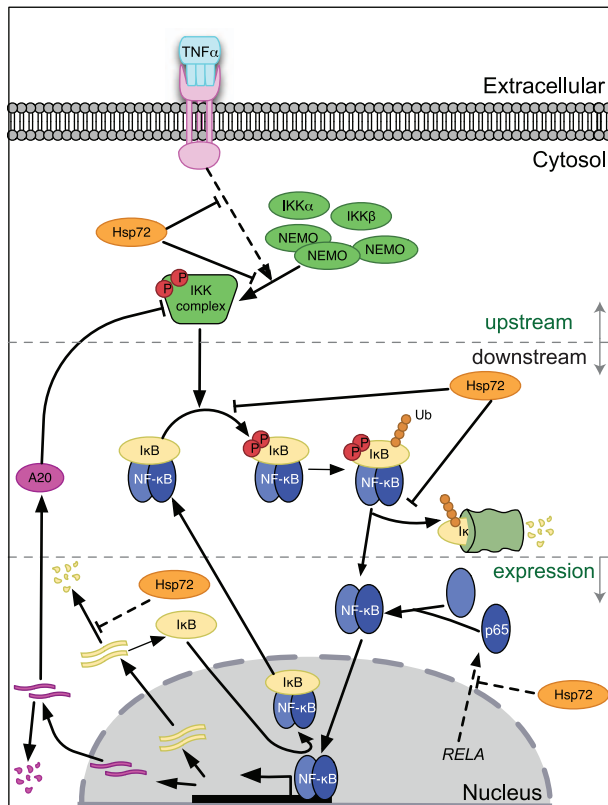 TNFα
Extracellular
Cytosol
IKKα
IKKβ
Hsp72
NEMO
NEMO
NEMO
P
P
IKK
complex
upstream
downstream
Hsp72
Ub
P
P
IκB
NF-κB
P
P
IκB
NF-κB
IκB
NF-κB
A20
Iκ
expression
Hsp72
IκB
NF-κB
p65
IκB
NF-κB
Hsp72
RELA
NF-κB
Nucleus